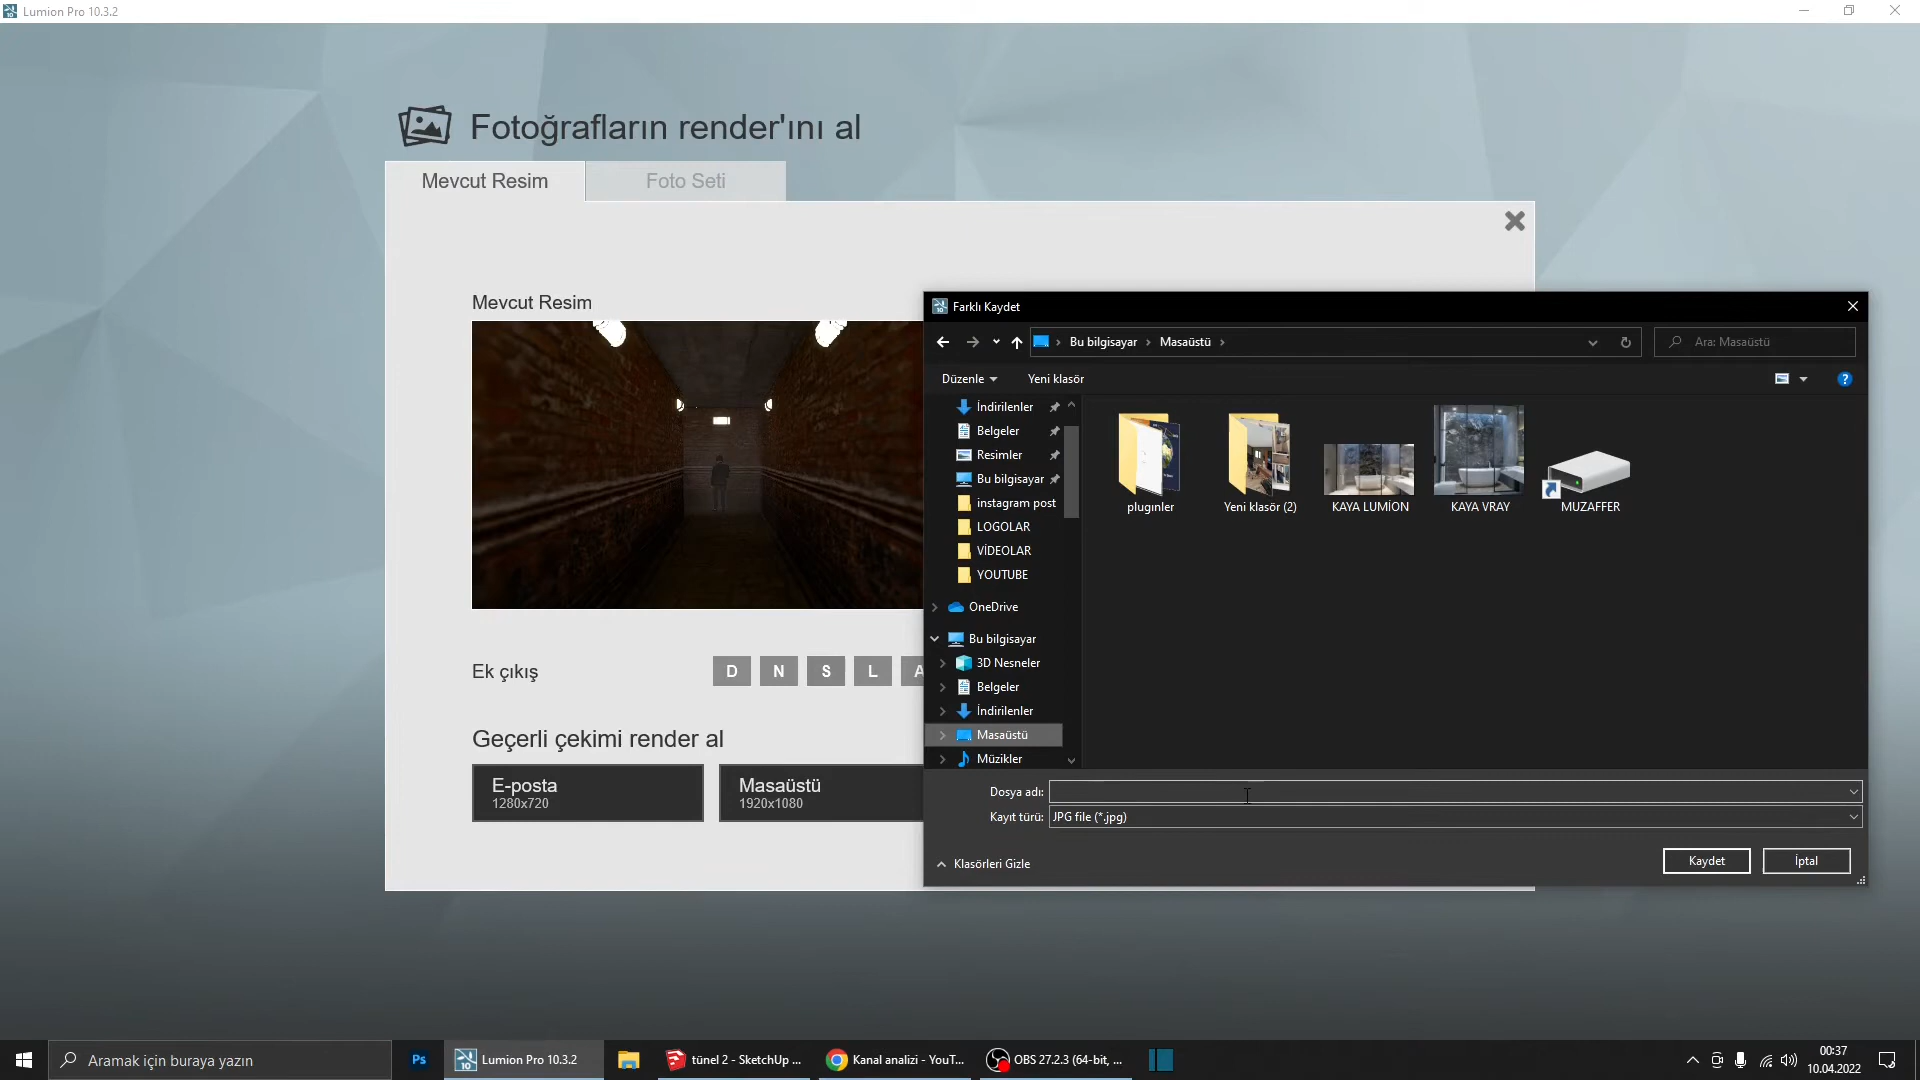 Lumion Pro 10.3.2
Fotoğrafların render'ını al
Mevcut Resim
Foto Seti
Mevcut Resim
Ek çıkış
D N S L A
Geçerli çekimi render al
E-posta
1280x720
Masaüstü
1920x1080
Farklı Kaydet
Bu bilgisayar
Masaüstü
Ara: Masaüstü
Düzenle
Yeni klasör
İndirilenler
Belgeler
Resimler
Bu bilgisayar
instagram post
LOGOLAR
VİDEOLAR
YOUTUBE
OneDrive
Bu bilgisayar
3D Nesneler
Belgeler
İndirilenler
Masaüstü
Müzikler
plugınler
Yeni klasör (2)
KAYA LUMİON
KAYA VRAY
MUZAFFER
Dosya adı:
Kayıt türü:
JPG file (*.jpg)
Klasörleri Gizle
Kaydet
İptal
Aramak için buraya yazın
Ps
Lumion Pro 10.3.2
tünel 2 - SketchUp ...
Kanal analizi - YouT...
OBS 27.2.3 (64-bit, ...
00:37
10.04.2022